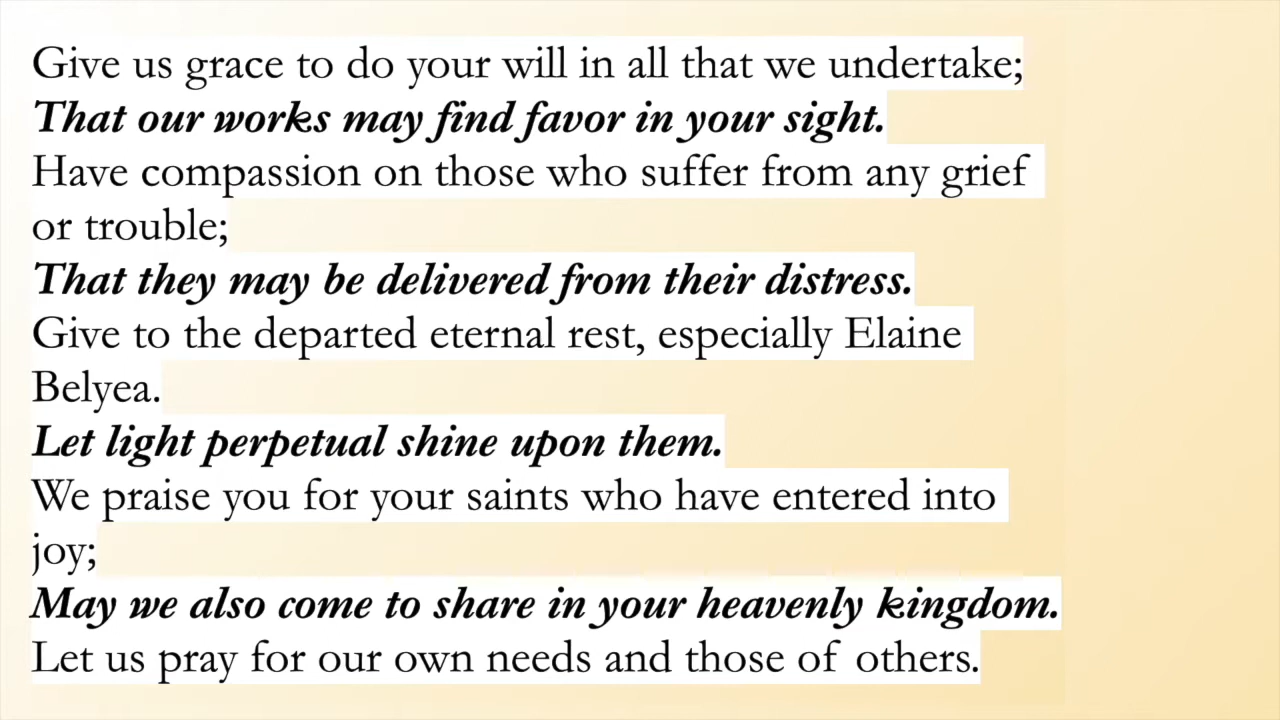 Give us grace to do your will in all that we undertake;
That our works may find favor in your sight.
Have compassion on those who suffer from any grief
or trouble;
That they may be delivered from their distress.
Give to the departed eternal rest, especially Elaine
Belyea.
Let light perpetual shine upon them.
We praise you for your saints who have entered into
joy;
May we also come to share in your heavenly kingdom.
Let us pray for our own needs and those of others.